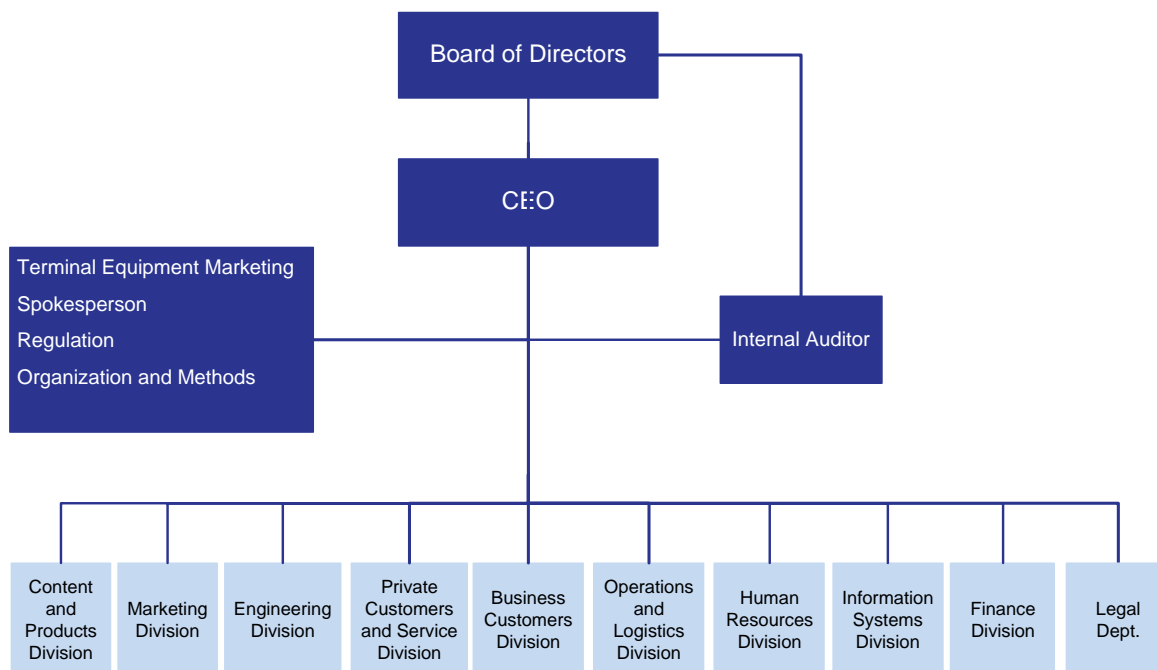 Board of Directors
CEO
Terminal Equipment Marketing
Spokesperson
Regulation
Organization and Methods
Internal Auditor
Content
and
Products
Division
Marketing
Division
Engineering
Division
Private
Customers
and Service
Division
Business
Customers
Division
Operations
and
Logistics
Division
Human
Resources
Division
Information
Systems
Division
Finance
Division
Legal
Dept.